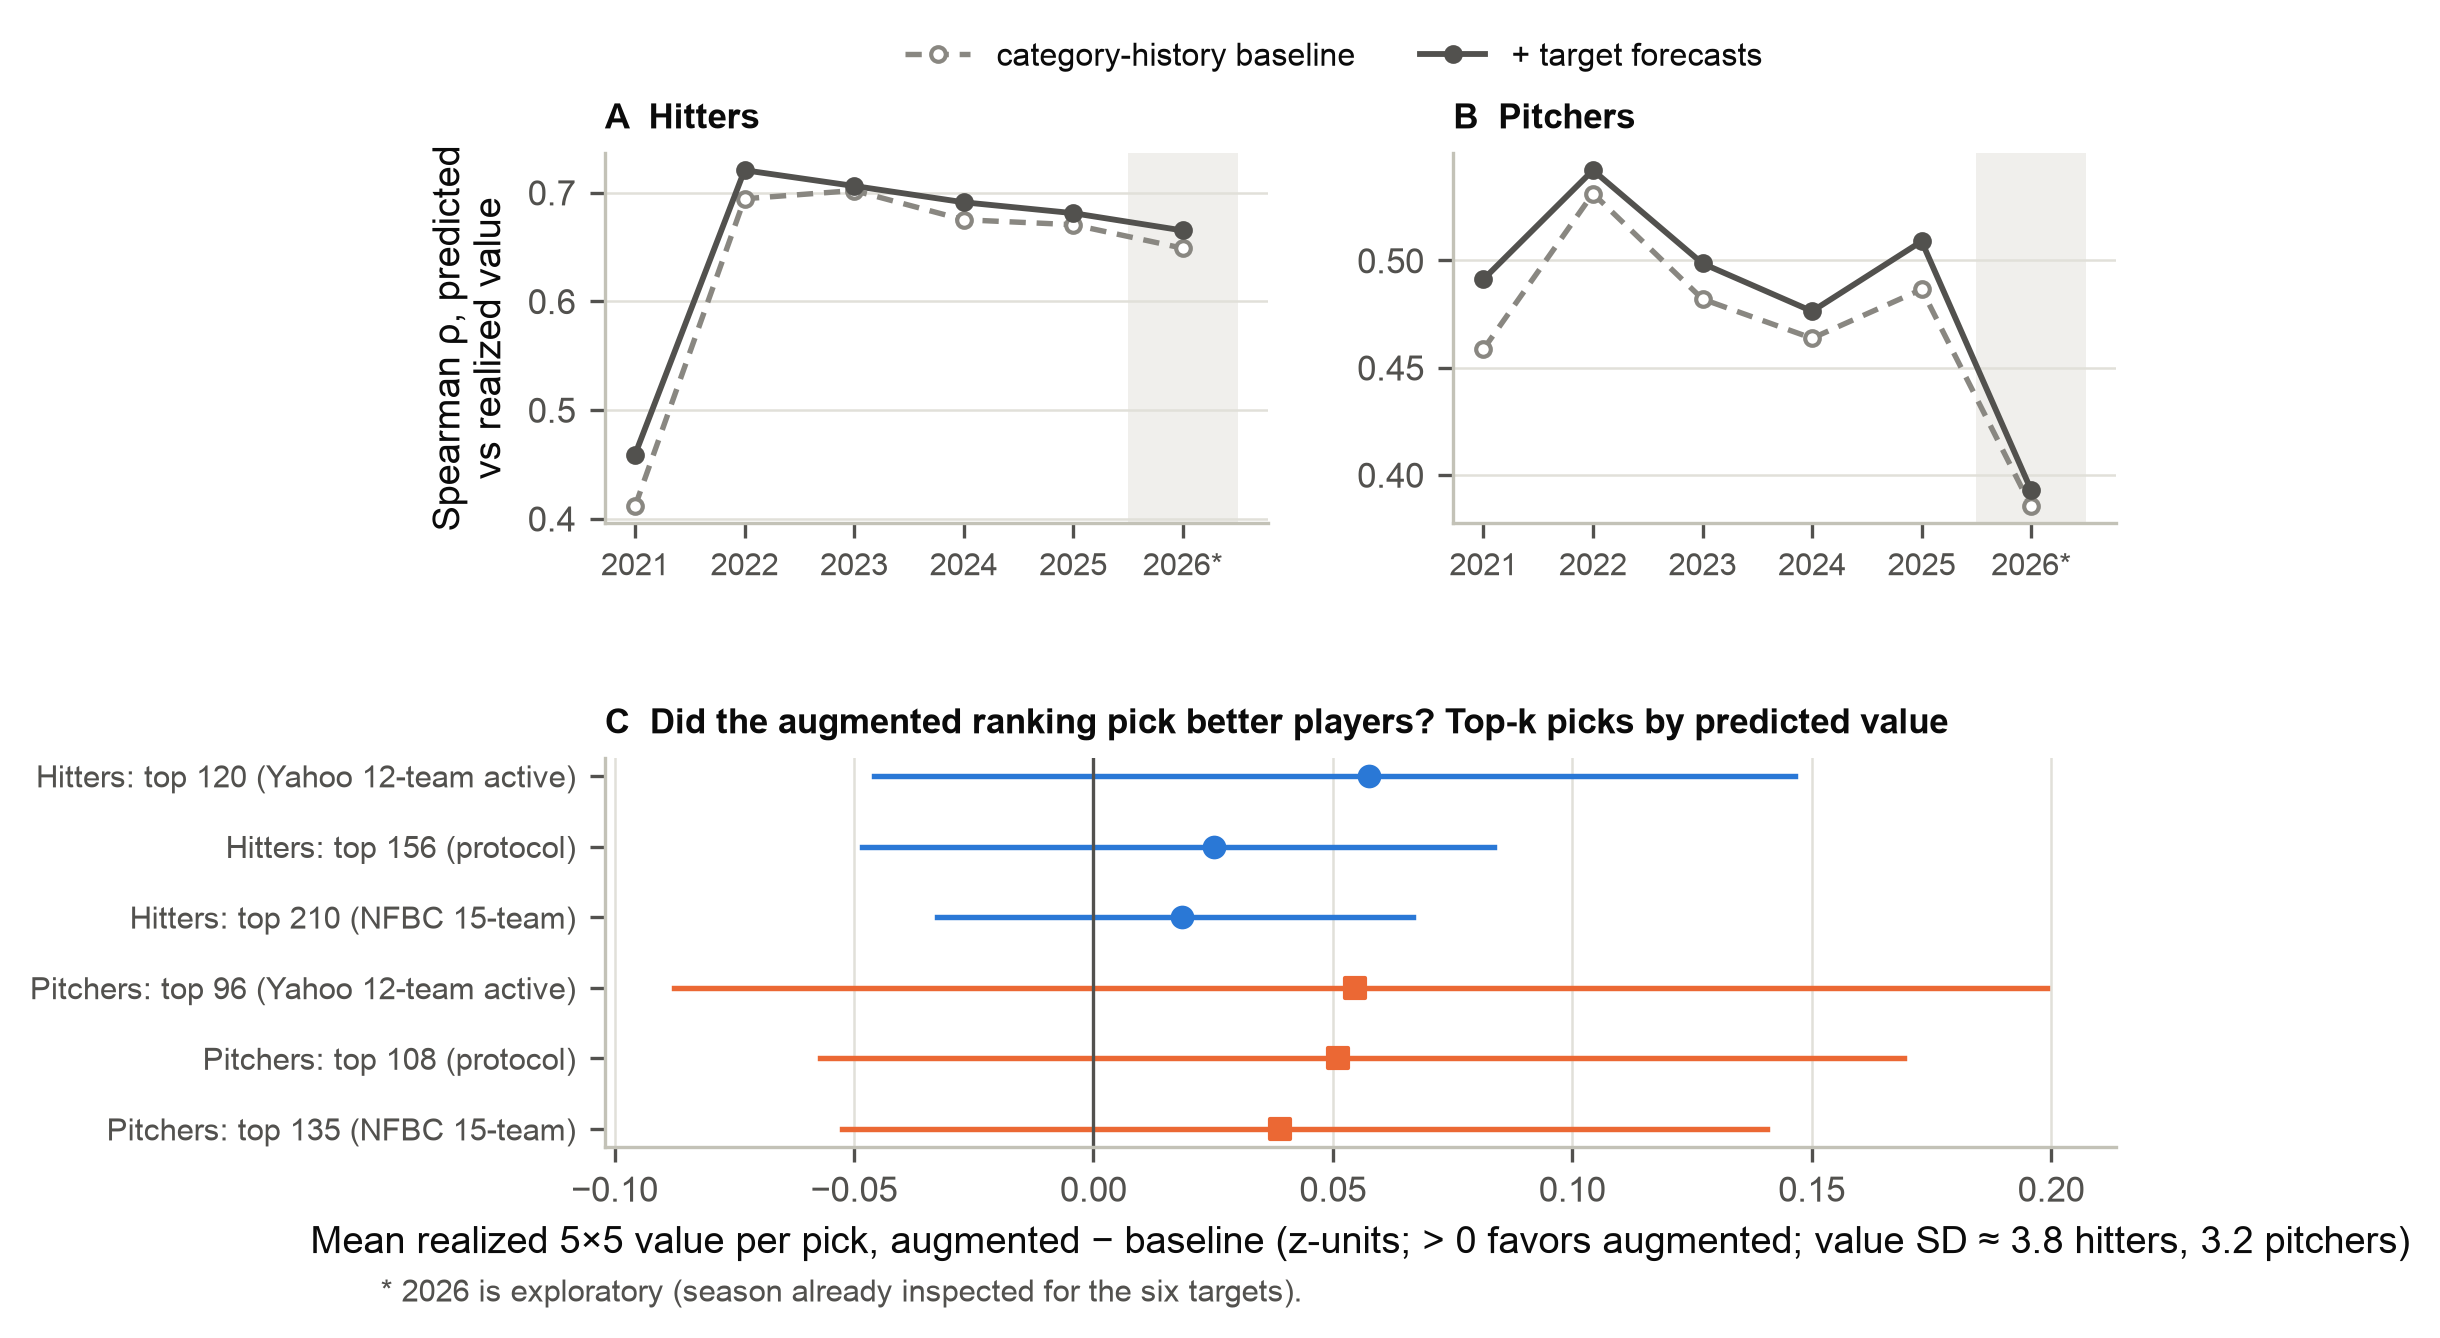 category-history baseline
+ target forecasts
A Hitters
B Pitchers
Spearman ρ, predicted
vs realized value
0.7
0.6
0.5
0.4
2021
2022
2023
2024
2025
2026*
0.50
0.45
0.40
2021
2022
2023
2024
2025
2026*
C Did the augmented ranking pick better players? Top-k picks by predicted value
Hitters: top 120 (Yahoo 12-team active)
Hitters: top 156 (protocol)
Hitters: top 210 (NFBC 15-team)
Pitchers: top 96 (Yahoo 12-team active)
Pitchers: top 108 (protocol)
Pitchers: top 135 (NFBC 15-team)
−0.10
−0.05
0.00
0.05
0.10
0.15
0.20
Mean realized 5×5 value per pick, augmented − baseline (z-units; > 0 favors augmented; value SD ≈ 3.8 hitters, 3.2 pitchers)
* 2026 is exploratory (season already inspected for the six targets).